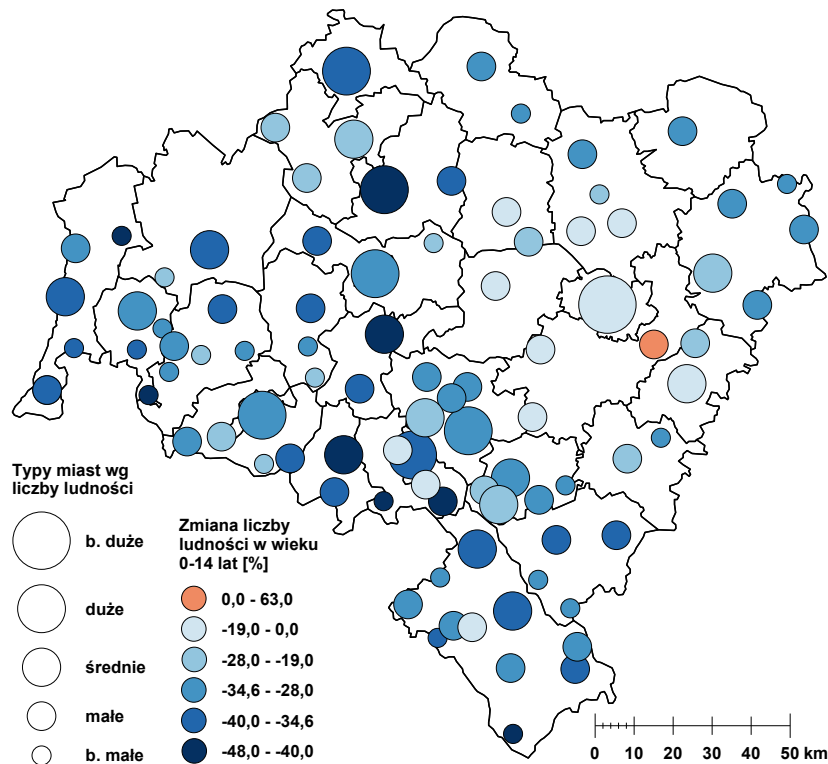 Typy miast wg
liczby ludności
b. duże
duże
średnie
małe
b. małe
Zmiana liczby
ludności w wieku
0-14 lat [%]
0,0 - 63,0
-19,0 - 0,0
-28,0 - -19,0
-34,6 - -28,0
-40,0 - -34,6
-48,0 - -40,0
0 10 20 30 40 50 km